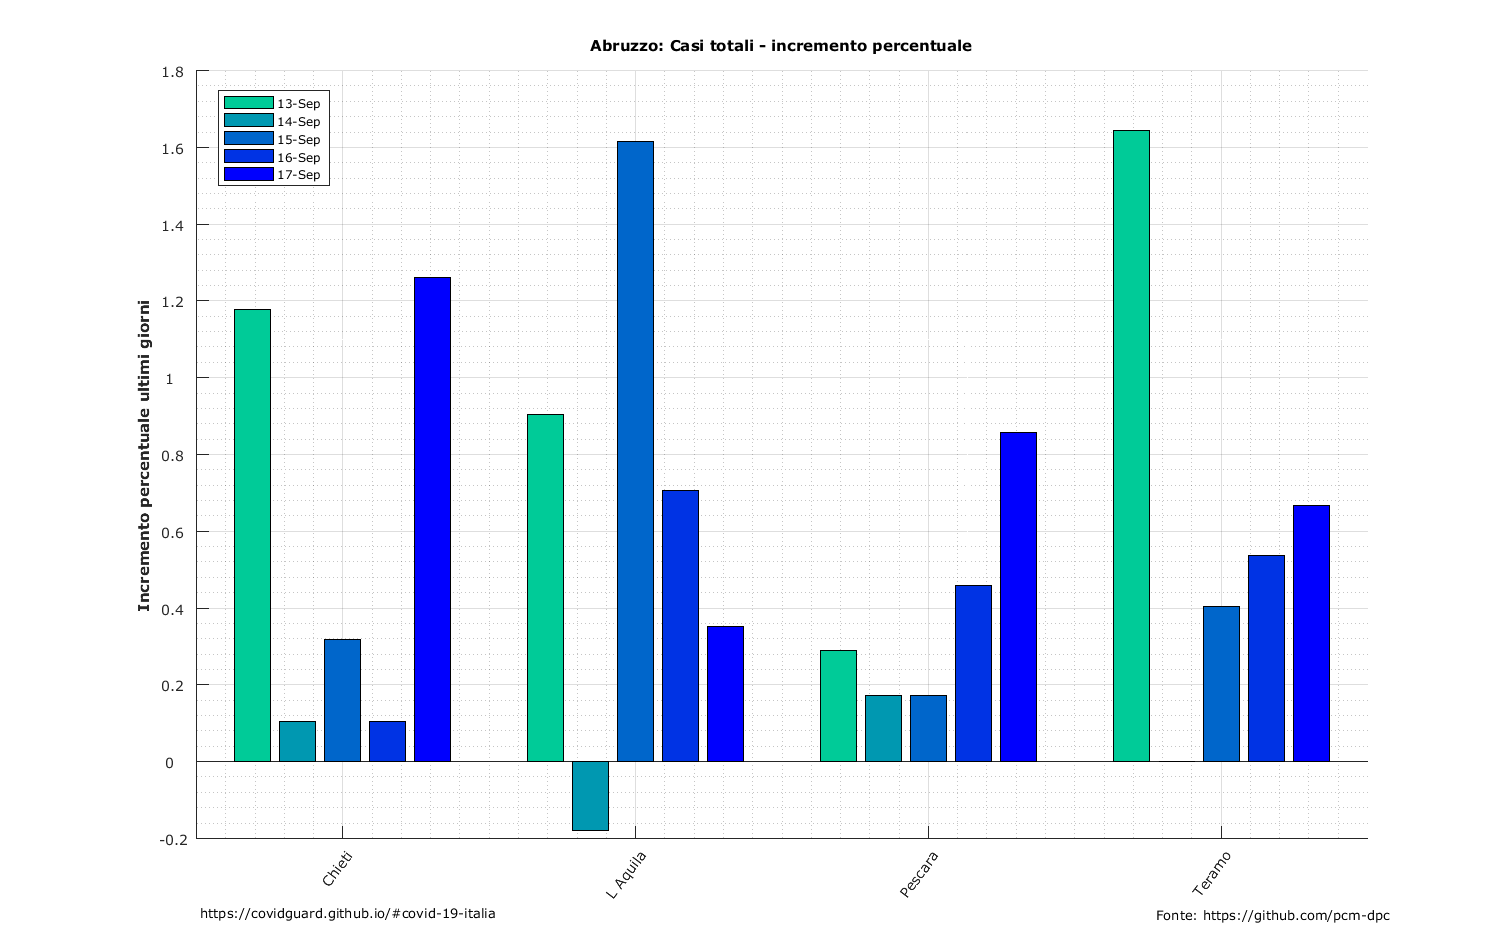 Abruzzo: Casi totali - incremento percentuale
1.8
1.6
1.4
1.2
1
0.8
0.6
0.4
0.2
0
-0.2
Incremento percentuale ultimi giorni
13-Sep
14-Sep
15-Sep
16-Sep
17-Sep
Chieti
L Aquila
Pescara
Teramo
https://covidguard.github.io/#covid-19-italia
Fonte: https://github.com/pcm-dpc